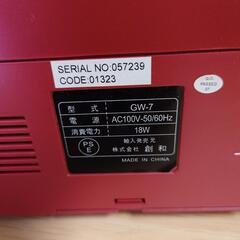 SERIAL NO:057239
CODE:01323
Q.C.
PASSED
型式 GW-7
電源 AC100V-50/60Hz
消費電力 18W
PS
E
輸入発売元
株式会社 創和
MADE IN CHINA